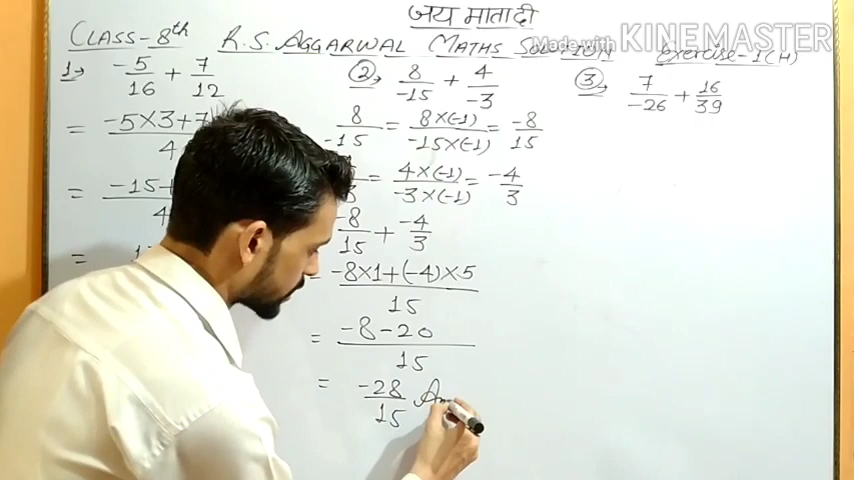 जय माता दी
Made with KINEMASTER
CLASS-8th R.S. AGGARWAL MATHS SOLUTION Exercise-1(H)
1→ -5/16 + 7/12
= -5×3+7
= -15+
=
② 8/-15 + 4/-3
8/-15 = 8×(-1)/-15×(-1) = -8/15
= 4×(-1)/-3×(-1) = -4/3
-8/15 + -4/3
= -8×1+(-4)×5/15
= -8-20/15
= -28/15 An
③ 7/-26 + 16/39